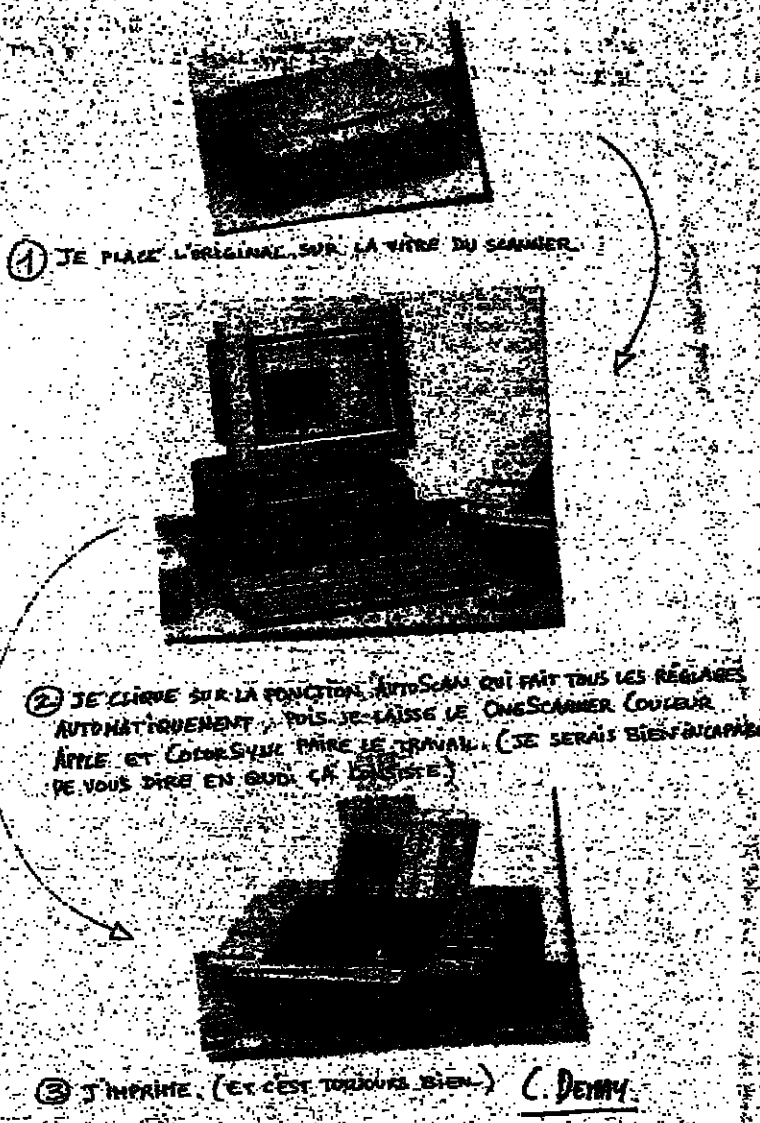 ① JE PLACE L'ORIGINAL SUR LA VITRE DU SCANNER.
② JE CLIQUE SUR LA FONCTION AUTOSCAN QUI FAIT TOUS LES RÉGLAGES
AUTOMATIQUEMENT, PUIS JE LAISSE LE ONESCANNER COULEUR
APPLE ET COLORSYNC FAIRE LE TRAVAIL. (JE SERAIS BIEN INCAPABLE
DE VOUS DIRE EN QUOI ÇA CONSISTE)
③ J'IMPRIME. (ET C'EST TOUJOURS BIEN.) C. DEMAY